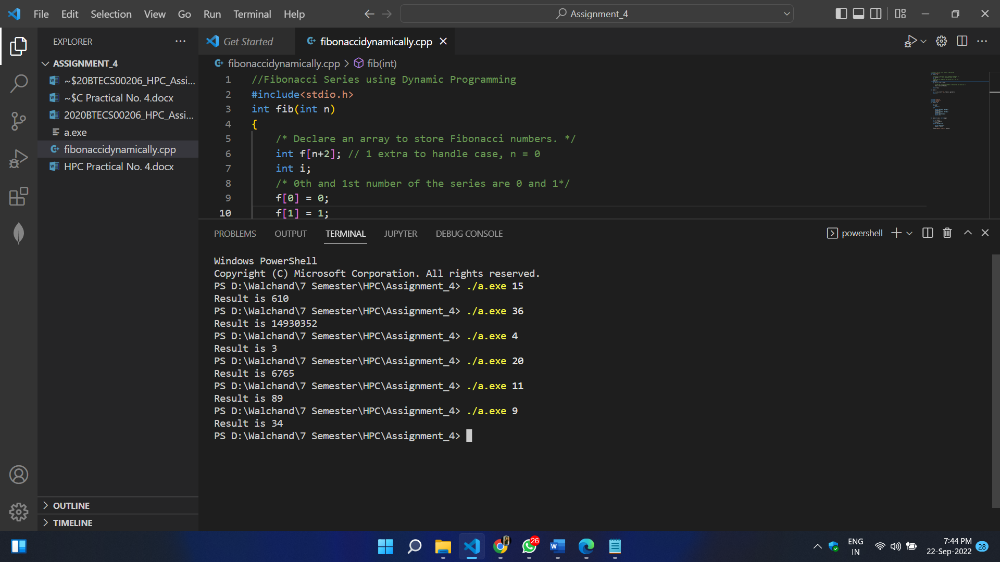 File Edit Selection View Go Run Terminal Help
Assignment_4
EXPLORER
ASSIGNMENT_4
~$20BTECS00206_HPC_Assi...
~$C Practical No. 4.docx
2020BTECS00206_HPC_Assi...
a.exe
fibonaccidynamically.cpp
HPC Practical No. 4.docx
OUTLINE
TIMELINE
Get Started
fibonaccidynamically.cpp
fibonaccidynamically.cpp > fib(int)
1 //Fibonacci Series using Dynamic Programming
2 #include<stdio.h>
3 int fib(int n)
4 {
5 /* Declare an array to store Fibonacci numbers. */
6 int f[n+2]; // 1 extra to handle case, n = 0
7 int i;
8 /* 0th and 1st number of the series are 0 and 1*/
9 f[0] = 0;
10 f[1] = 1;
PROBLEMS OUTPUT TERMINAL JUPYTER DEBUG CONSOLE
powershell
Windows PowerShell
Copyright (C) Microsoft Corporation. All rights reserved.
PS D:\Walchand\7 Semester\HPC\Assignment_4> ./a.exe 15
Result is 610
PS D:\Walchand\7 Semester\HPC\Assignment_4> ./a.exe 36
Result is 14930352
PS D:\Walchand\7 Semester\HPC\Assignment_4> ./a.exe 4
Result is 3
PS D:\Walchand\7 Semester\HPC\Assignment_4> ./a.exe 20
Result is 6765
PS D:\Walchand\7 Semester\HPC\Assignment_4> ./a.exe 11
Result is 89
PS D:\Walchand\7 Semester\HPC\Assignment_4> ./a.exe 9
Result is 34
PS D:\Walchand\7 Semester\HPC\Assignment_4>
26
ENG
IN
7:44 PM
22-Sep-2022
28